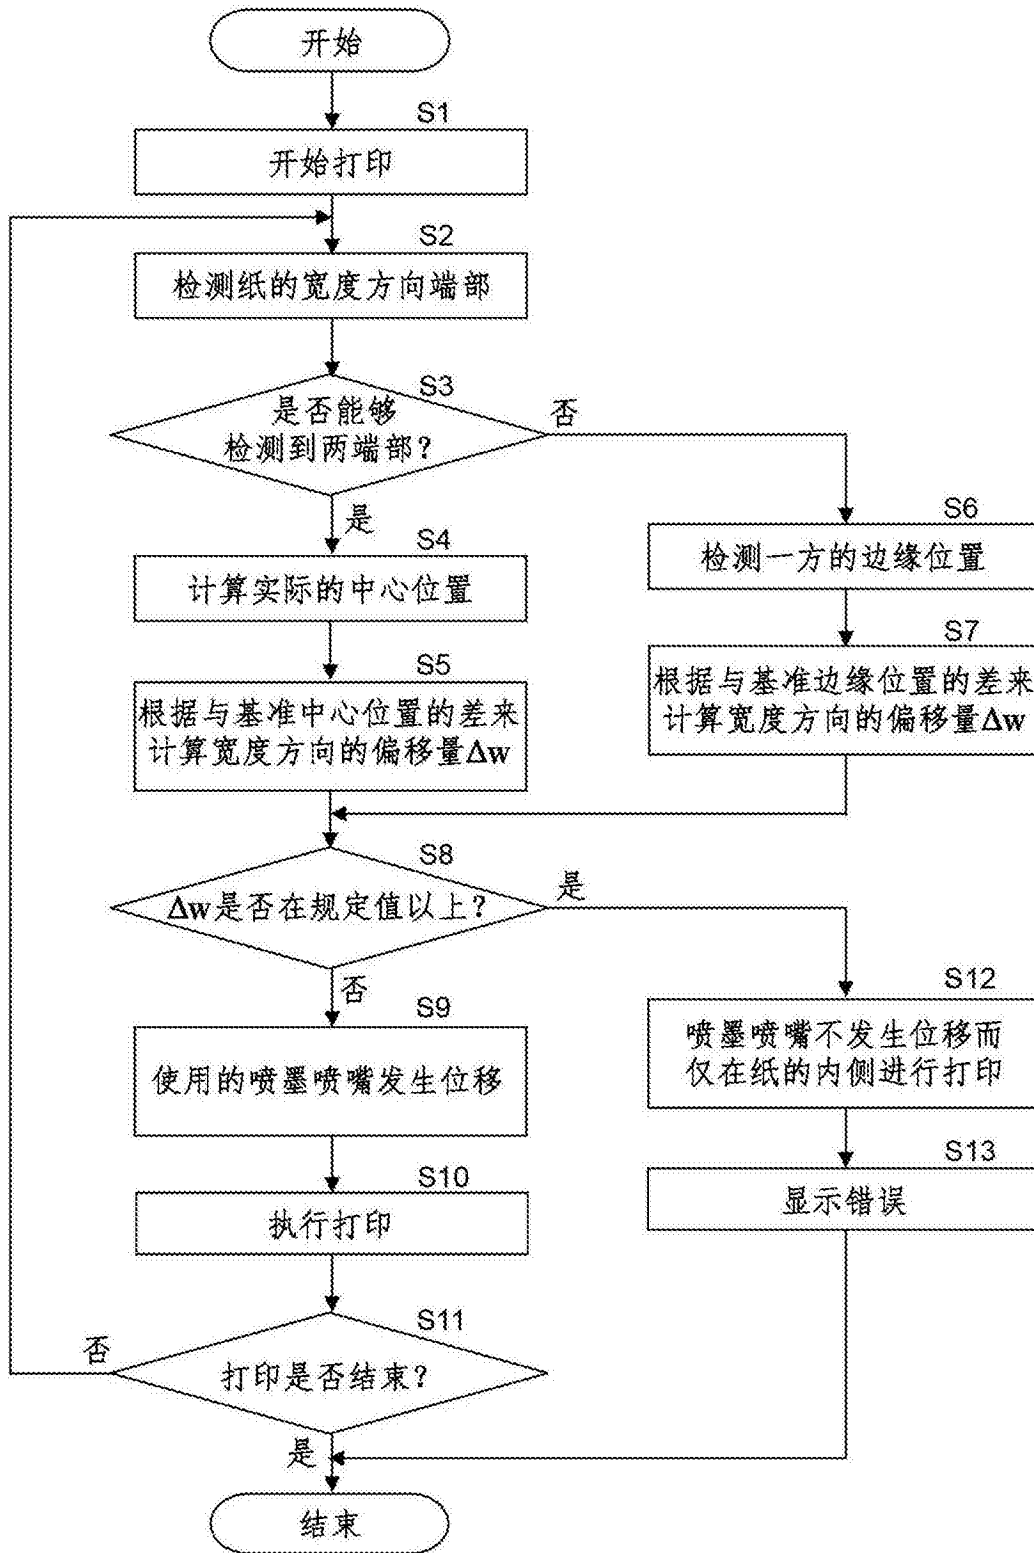 开始
S1
开始打印
S2
检测纸的宽度方向端部
S3
是否能够
检测到两端部？
否
是
S4
计算实际的中心位置
S5
根据与基准中心位置的差来
计算宽度方向的偏移量Δw
S6
检测一方的边缘位置
S7
根据与基准边缘位置的差来
计算宽度方向的偏移量Δw
S8
Δw是否在规定值以上？
是
否
S9
使用的喷墨喷嘴发生位移
S10
执行打印
S11
打印是否结束？
否
是
S12
喷墨喷嘴不发生位移而
仅在纸的内侧进行打印
S13
显示错误
结束